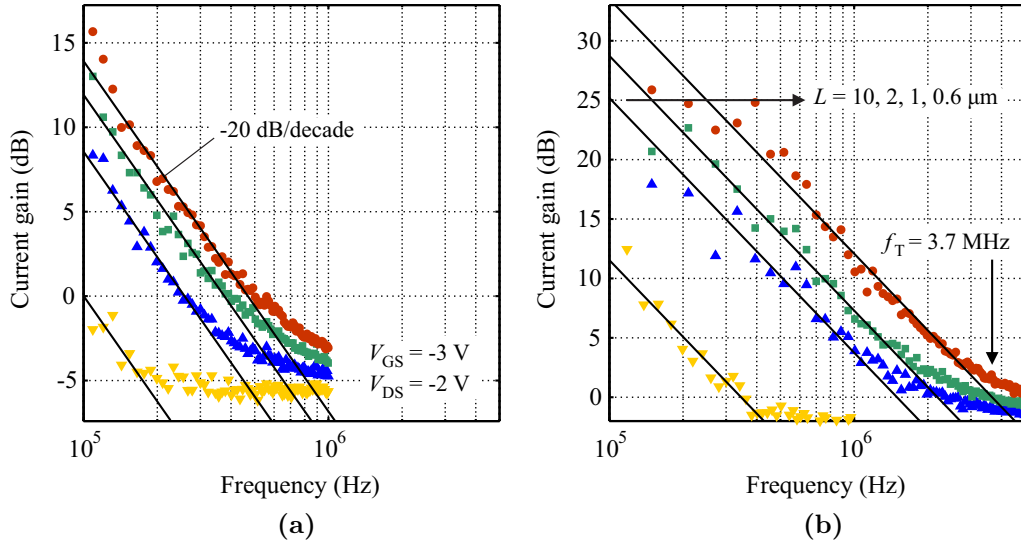 15
10
5
0
−5
Current gain (dB)
-20 dB/decade
V_GS = -3 V
V_DS = -2 V
10^5
10^6
Frequency (Hz)
(a)
30
25
20
15
10
5
0
Current gain (dB)
L = 10, 2, 1, 0.6 μm
f_T = 3.7 MHz
10^5
10^6
Frequency (Hz)
(b)